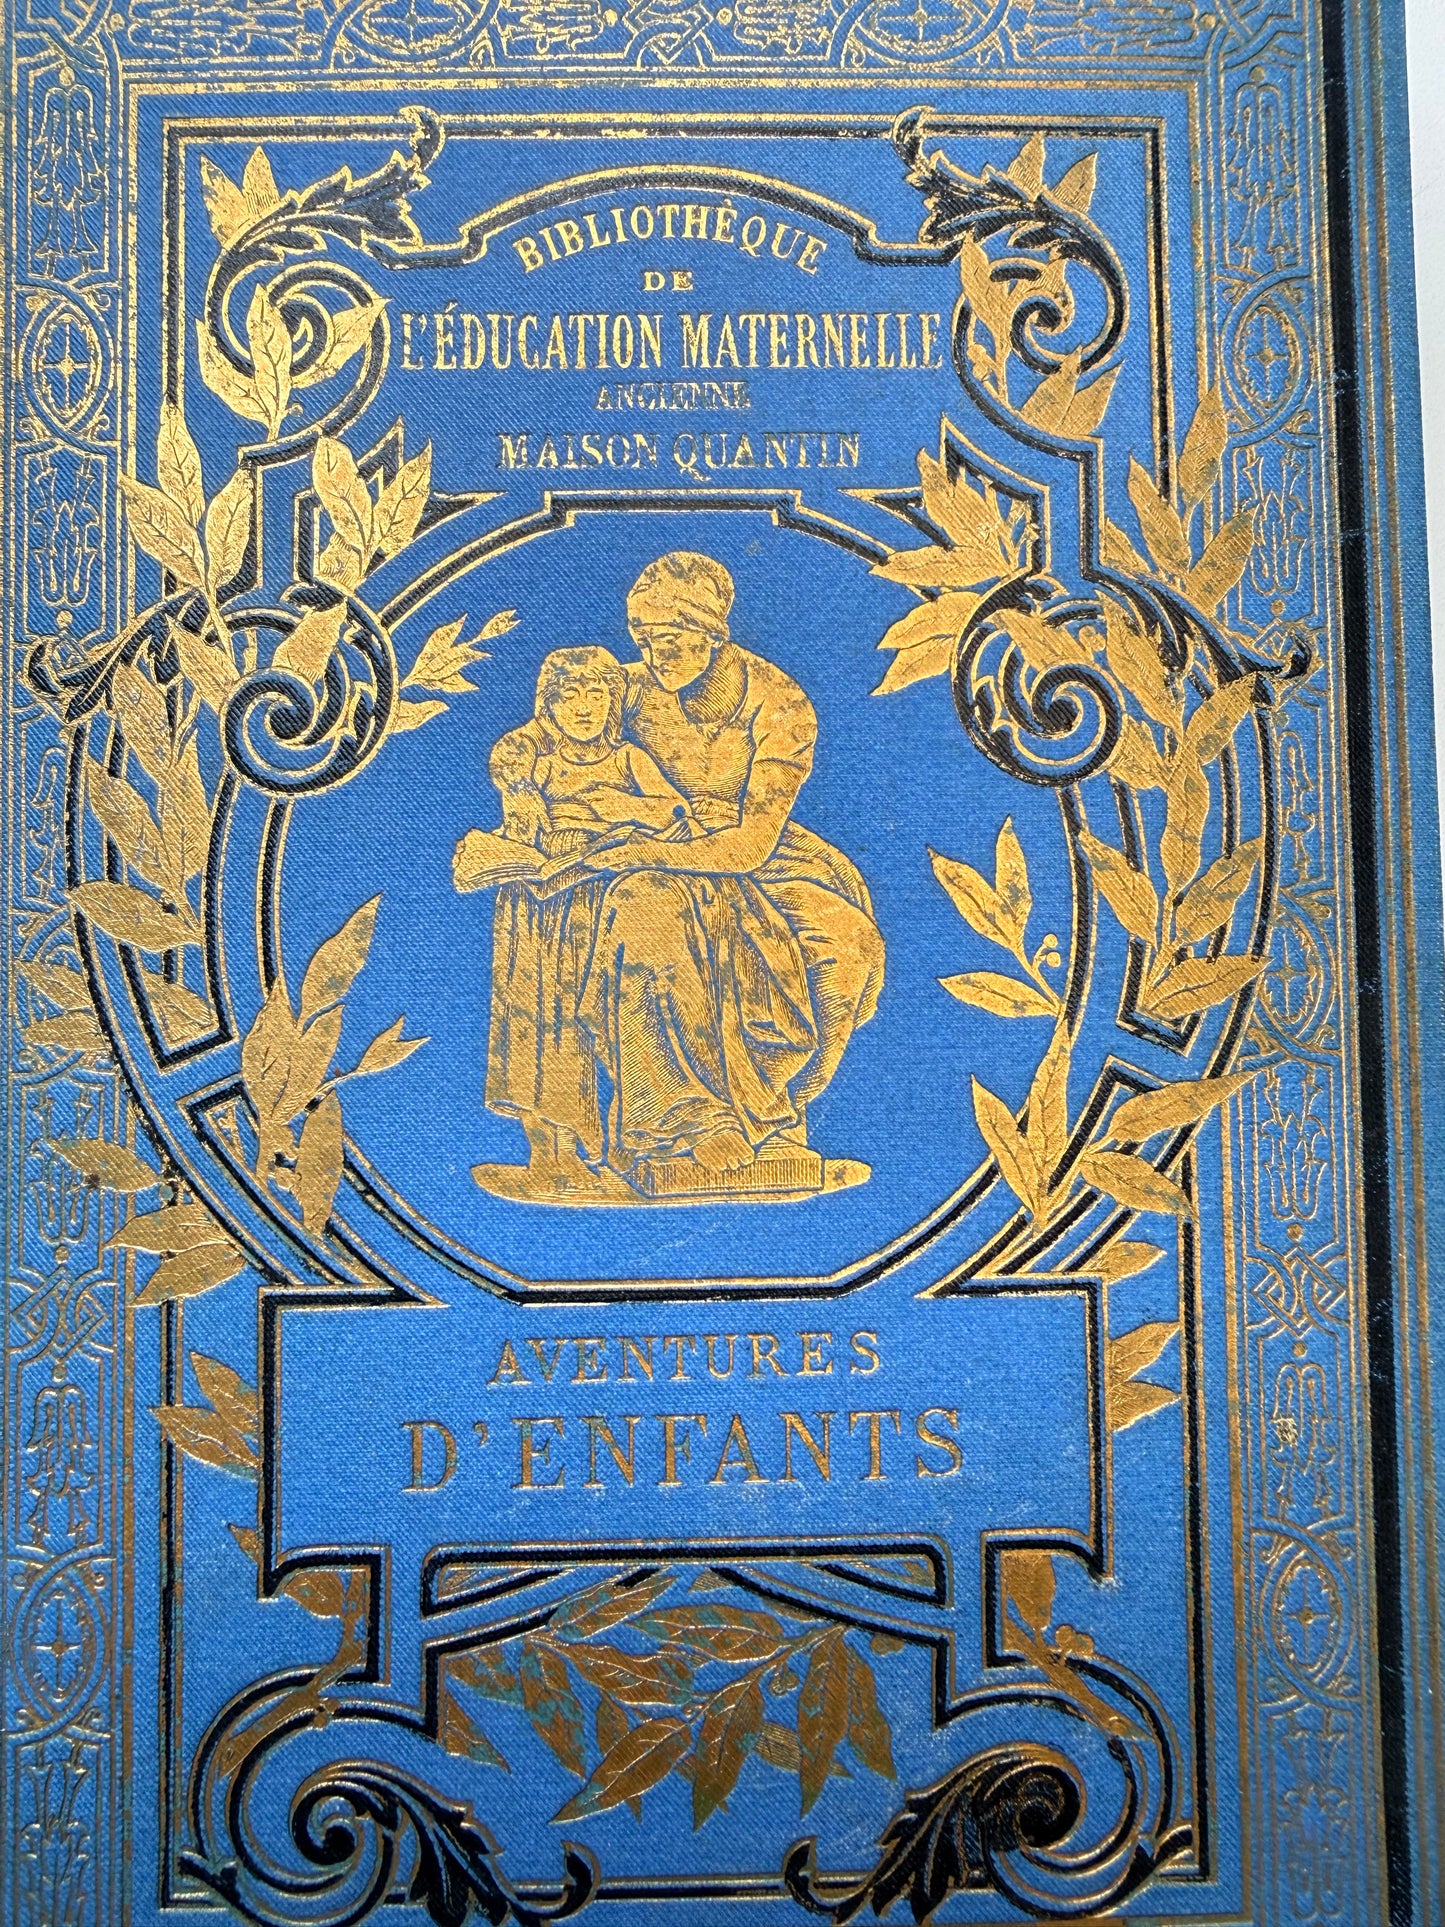 BIBLIOTHÈQUE
DE
L'ÉDUCATION MATERNELLE
ANCIENNE
MAISON QUANTIN
AVENTURES
D'ENFANTS